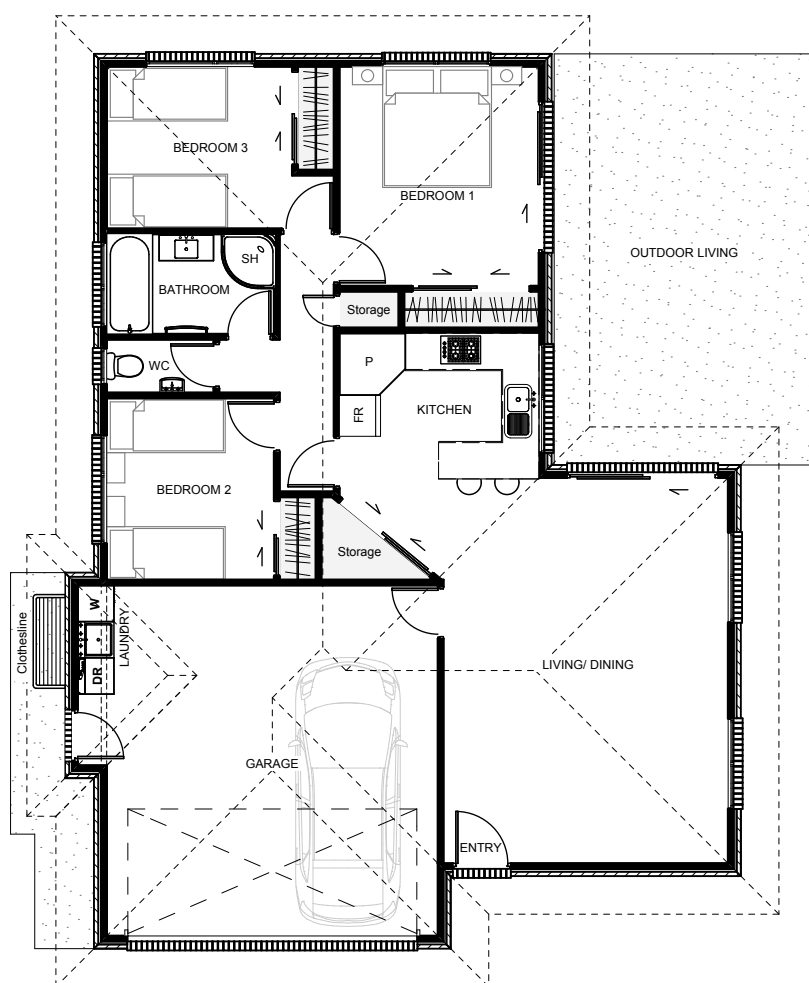 BEDROOM 3
BEDROOM 1
SH
BATHROOM
OUTDOOR LIVING
Storage
WC
P
KITCHEN
FR
BEDROOM 2
Storage
Clothesline
W
LAUNDRY
DR
LIVING/ DINING
GARAGE
ENTRY